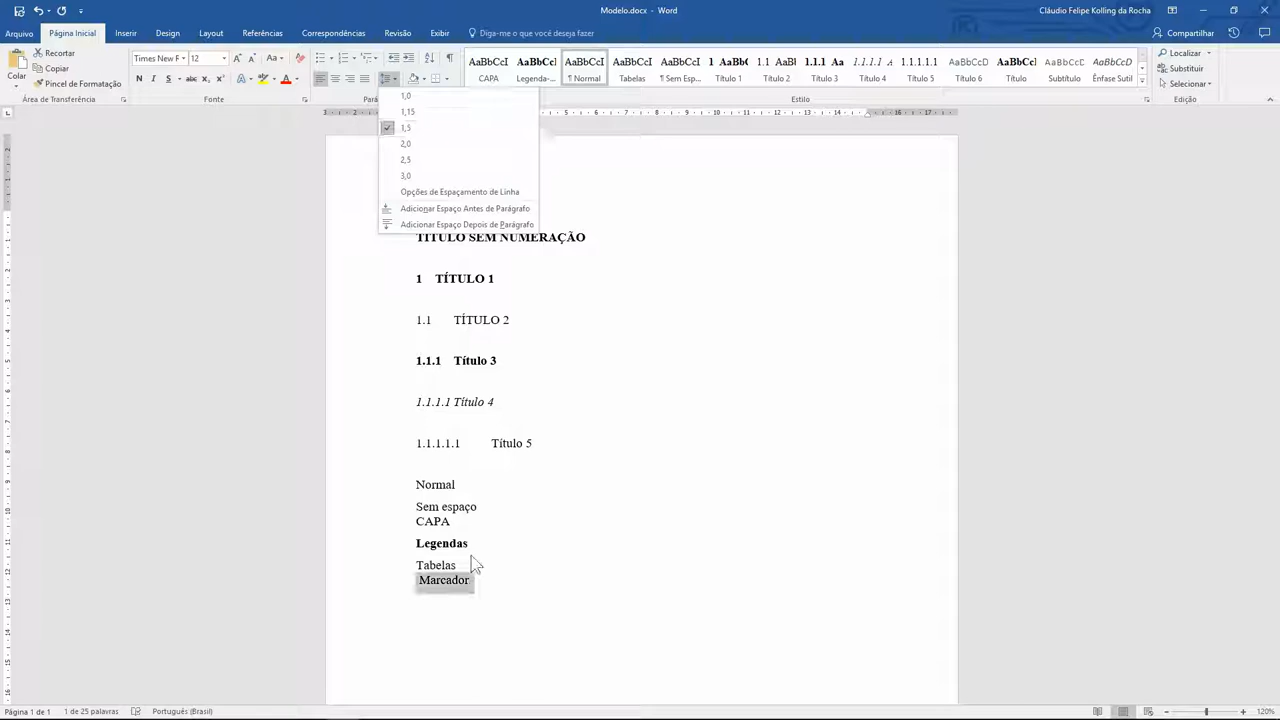 Modelo.docx - Word
Cláudio Felipe Kolling da Rocha
Arquivo Página Inicial Inserir Design Layout Referências Correspondências Revisão Exibir Diga-me o que você deseja fazer Compartilhar
Colar
Recortar
Copiar
Pincel de Formatação
Área de Transferência
Times New F 12
Fonte
Pará
AaBbCcI AaBbCc AaBbCcI AaBbCcI AaBbCcI 1 AaBbC 1.1 AaBbl 1.1.1 Aa 1.1.1.1 A 1.1.1.1.1 AaBbCcD AaBbCcI AaBbCcD AaBbCcD
CAPA Legenda-... ¶ Normal Tabelas ¶ Sem Esp... Título 1 Título 2 Título 3 Título 4 Título 5 Título 6 Título Subtítulo Ênfase Sutil
Estilo
Localizar
Substituir
Selecionar
Edição
1,0
1,15
1,5
2,0
2,5
3,0
Opções de Espaçamento de Linha
Adicionar Espaço Antes de Parágrafo
Adicionar Espaço Depois de Parágrafo
TÍTULO SEM NUMERAÇÃO
1 TÍTULO 1
1.1 TÍTULO 2
1.1.1 Título 3
1.1.1.1 Título 4
1.1.1.1.1 Título 5
Normal
Sem espaço
CAPA
Legendas
Tabelas
Marcador
Página 1 de 1 1 de 25 palavras Português (Brasil) 120%